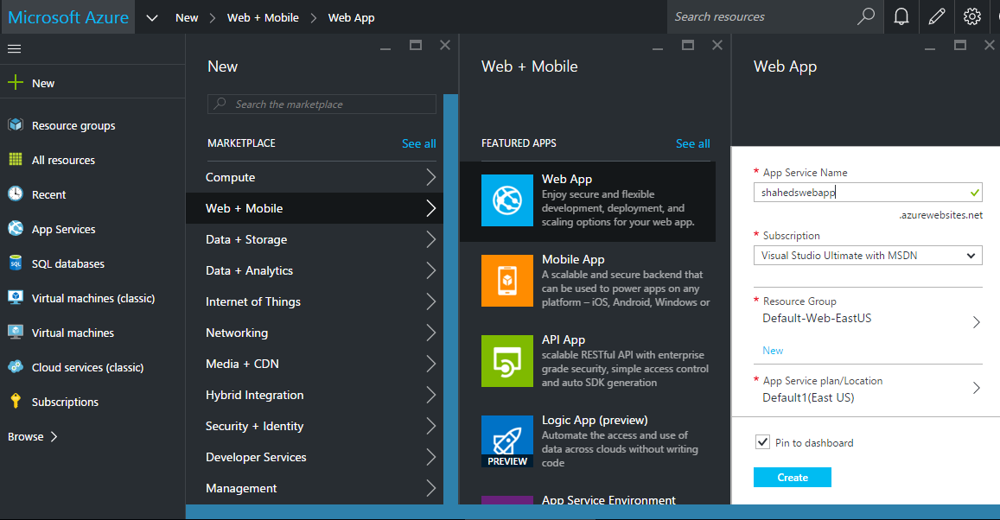 Microsoft Azure
New
Web + Mobile
Web App
Search resources
New
Resource groups
All resources
Recent
App Services
SQL
SQL databases
Virtual machines (classic)
Virtual machines
Cloud services (classic)
Subscriptions
Browse
New
Search the marketplace
MARKETPLACE
See all
Compute
Web + Mobile
Data + Storage
Data + Analytics
Internet of Things
Networking
Media + CDN
Hybrid Integration
Security + Identity
Developer Services
Management
Web + Mobile
FEATURED APPS
See all
Web App
Enjoy secure and flexible
development, deployment, and
scaling options for your web app.
Mobile App
A scalable and secure backend that
can be used to power apps on any
platform – iOS, Android, Windows or
API App
scalable RESTful API with enterprise
grade security, simple access control
and auto SDK generation
Logic App (preview)
Automate the access and use of
data across clouds without writing
code
PREVIEW
App Service Environment
Web App
* App Service Name
shahedswebapp
.azurewebsites.net
* Subscription
Visual Studio Ultimate with MSDN
* Resource Group
Default-Web-EastUS
New
* App Service plan/Location
Default1(East US)
Pin to dashboard
Create